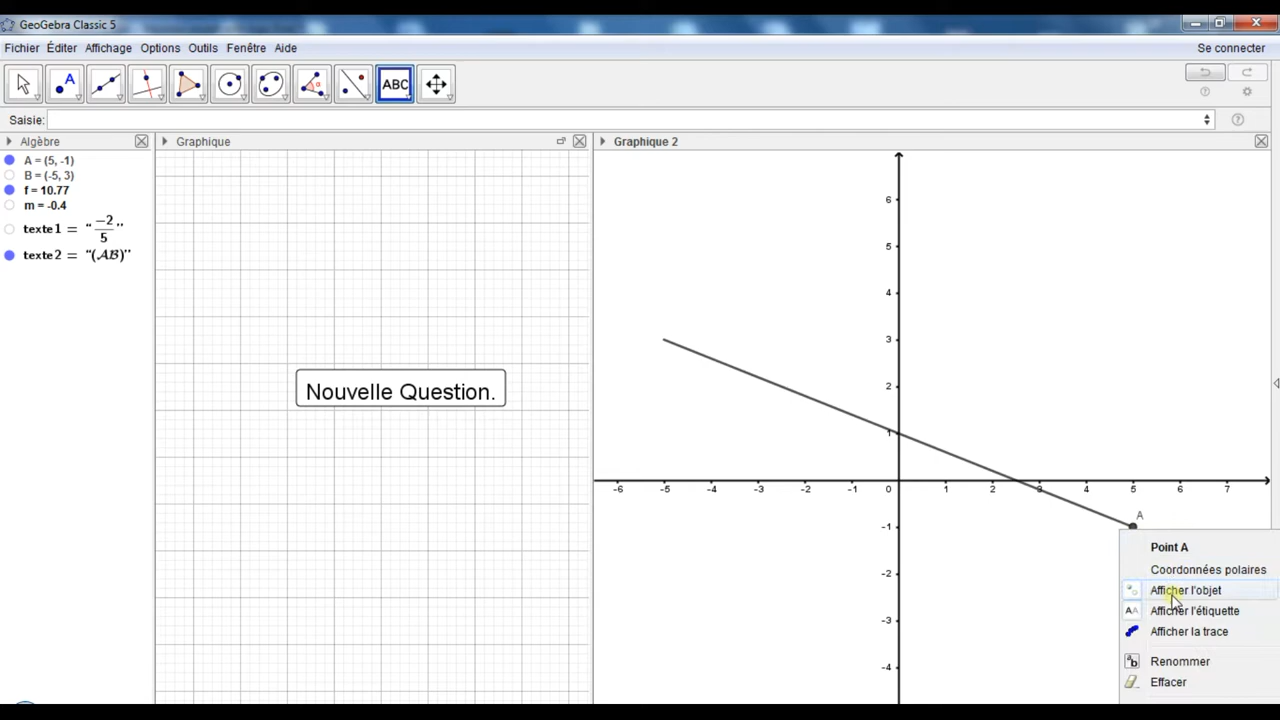 GeoGebra Classic 5
Fichier Éditer Affichage Options Outils Fenêtre Aide Se connecter
A ABC
Saisie:
Algèbre
A = (5, -1)
B = (-5, 3)
f = 10.77
m = -0.4
texte1 = “ −2/5 ”
texte2 = “(AB)”
Graphique
Nouvelle Question.
Graphique 2
6
5
4
3
2
1
-6 -5 -4 -3 -2 -1 0 1 2 3 4 5 6 7
A
-1
-2
-3
-4
Point A
Coordonnées polaires
Afficher l'objet
AA Afficher l'étiquette
Afficher la trace
ab Renommer
Effacer